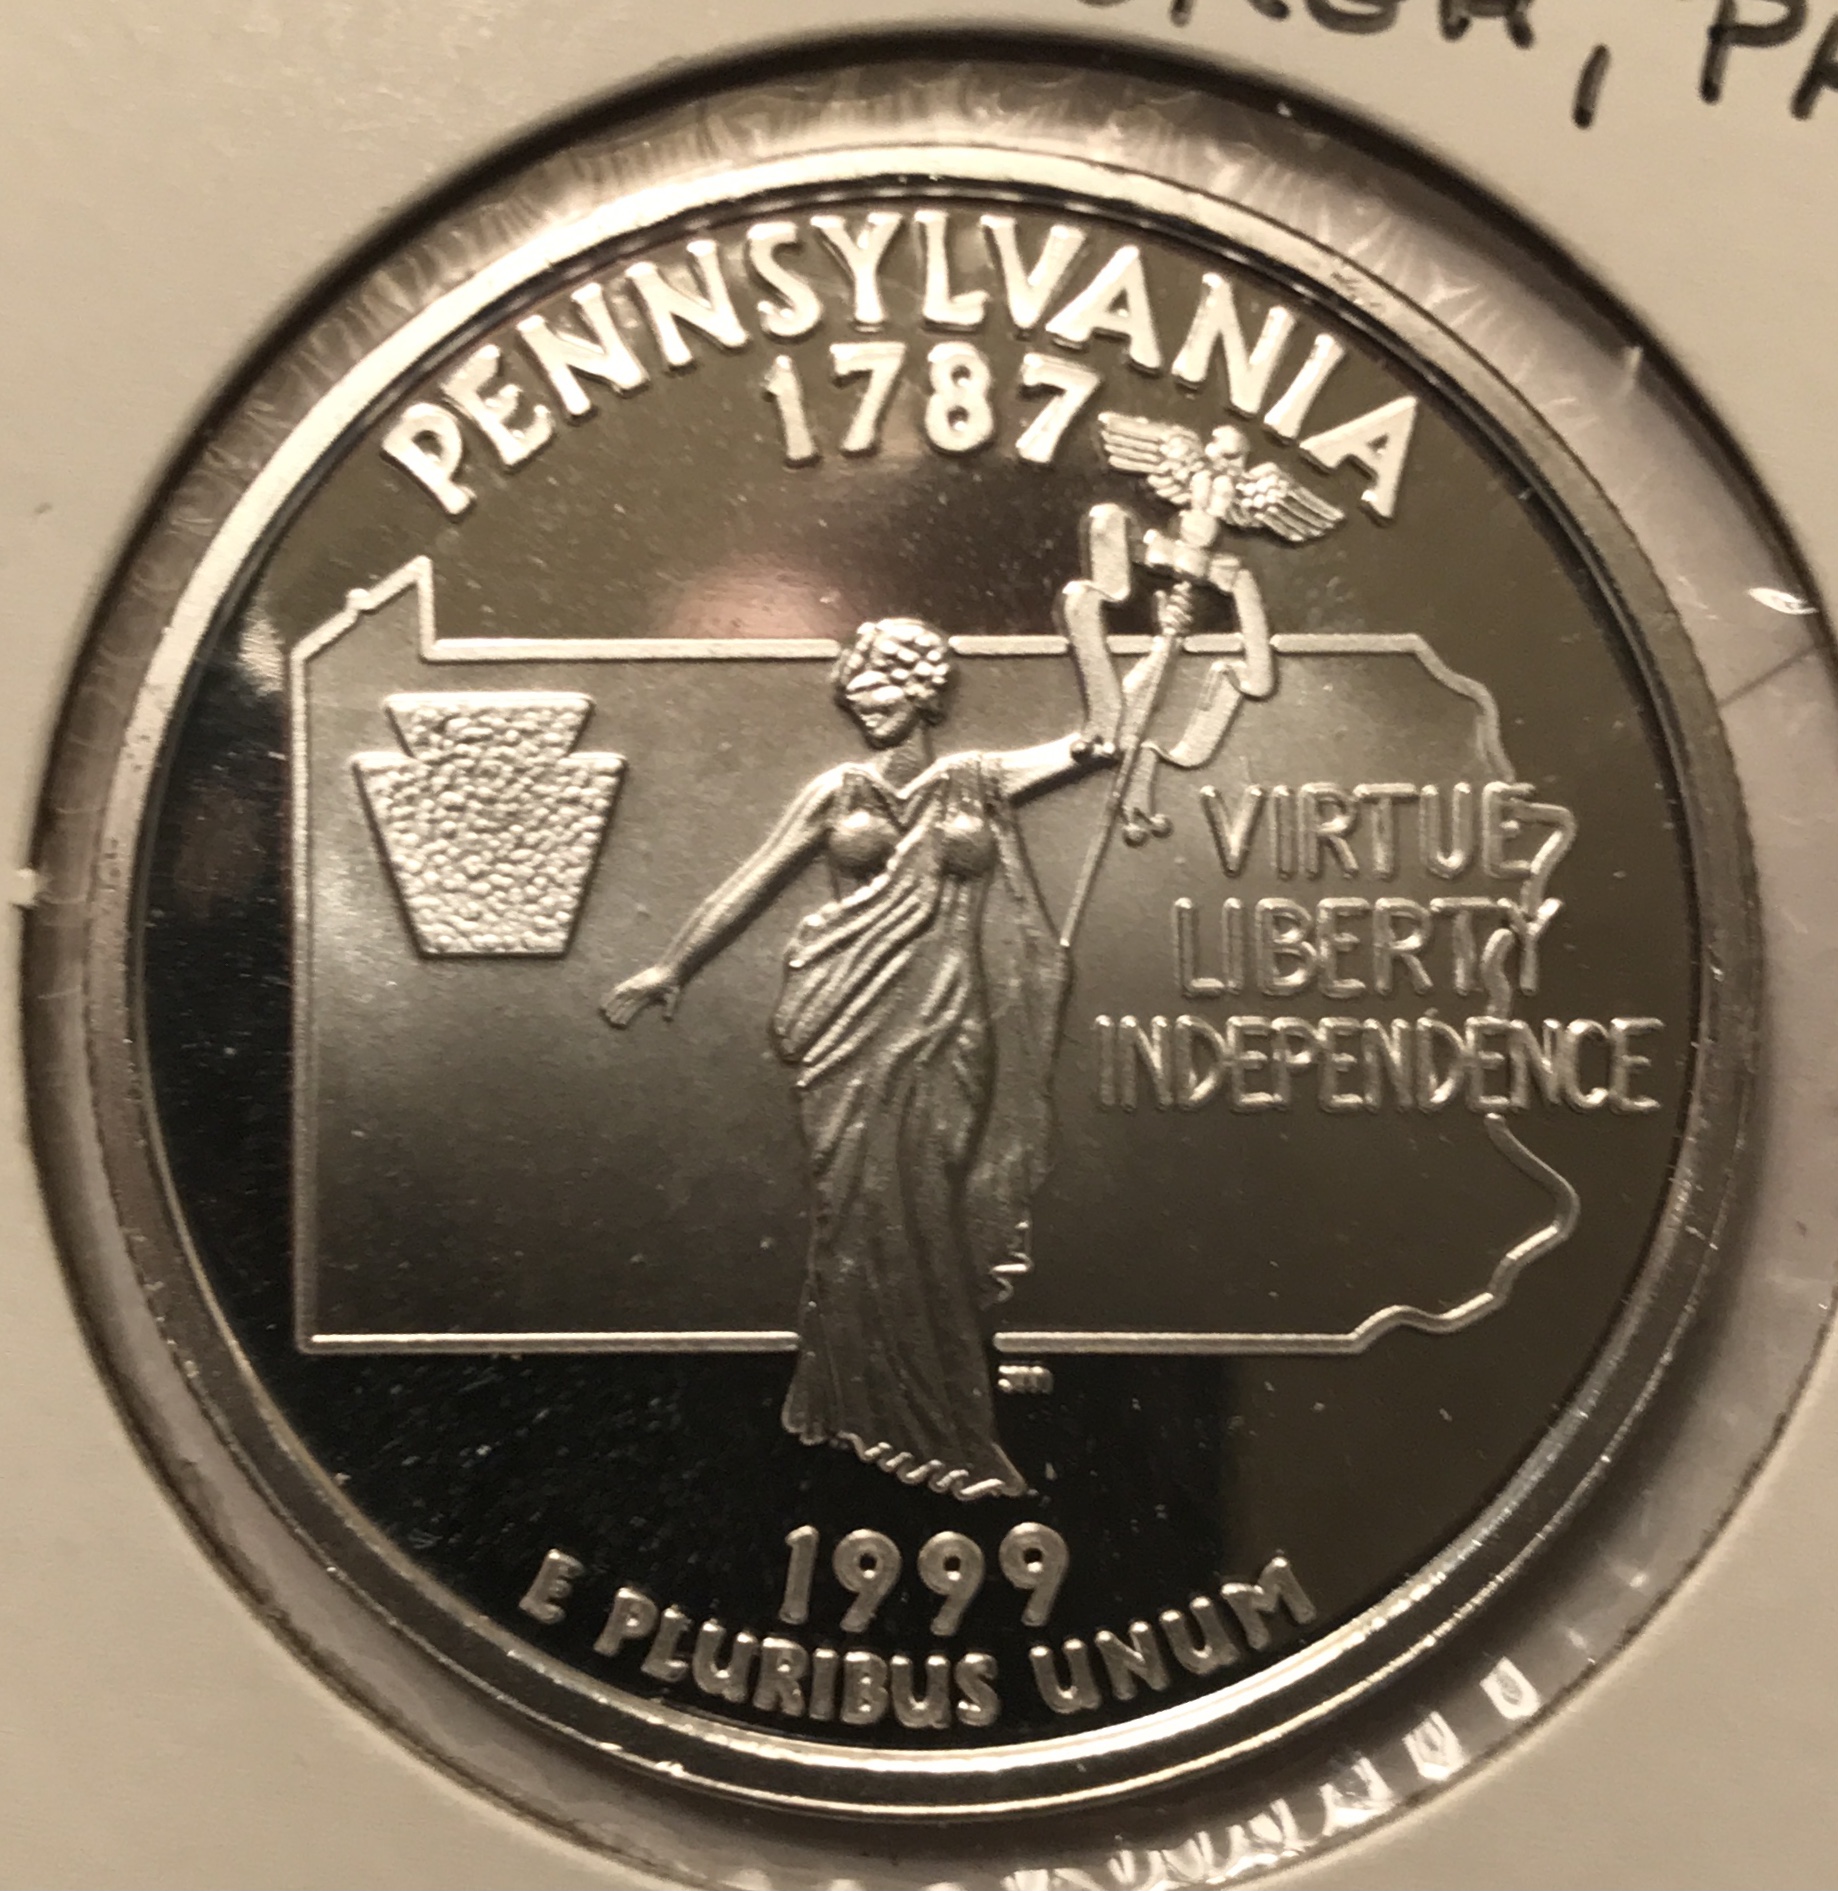 PENNSYLVANIA
1787
VIRTUE
LIBERTY
INDEPENDENCE
1999
E PLURIBUS UNUM